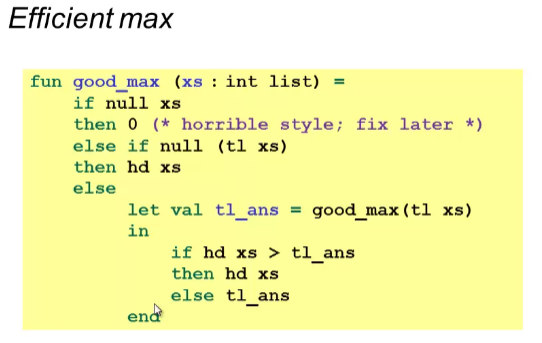 Efficient max
fun good_max (xs : int list) =
if null xs
then 0 (* horrible style; fix later *)
else if null (tl xs)
then hd xs
else
let val tl_ans = good_max(tl xs)
in
if hd xs > tl_ans
then hd xs
else tl_ans
end